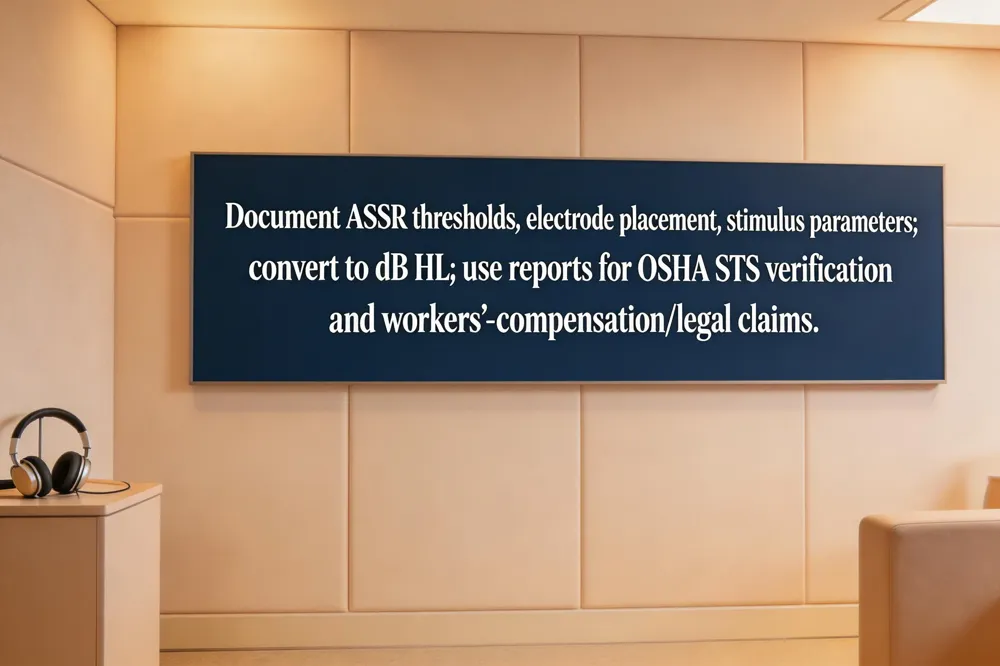 Document ASSR thresholds, electrode placement, stimulus parameters;
convert to dB HL; use reports for OSHA STS verification
and workers'-compensation/legal claims.